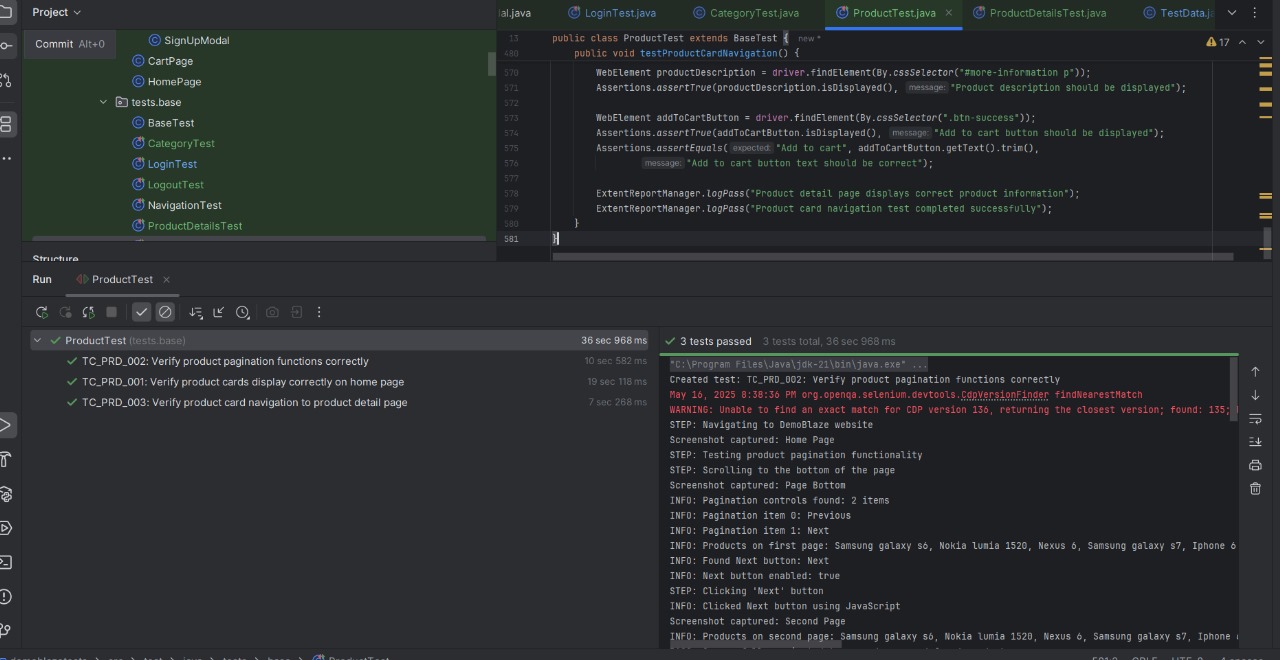 Project
lal.java
LoginTest.java
CategoryTest.java
ProductTest.java
ProductDetailsTest.java
TestData.j
Commit Alt+0
SignUpModal
CartPage
HomePage
tests.base
BaseTest
CategoryTest
LoginTest
LogoutTest
NavigationTest
ProductDetailsTest
Structure
13 public class ProductTest extends BaseTest { new *
480 public void testProductCardNavigation() {
17
570 WebElement productDescription = driver.findElement(By.cssSelector("#more-information p"));
571 Assertions.assertTrue(productDescription.isDisplayed(), message: "Product description should be displayed");
572
573 WebElement addToCartButton = driver.findElement(By.cssSelector(".btn-success"));
574 Assertions.assertTrue(addToCartButton.isDisplayed(), message: "Add to cart button should be displayed");
575 Assertions.assertEquals( expected: "Add to cart", addToCartButton.getText().trim(),
576 message: "Add to cart button text should be correct");
577
578 ExtentReportManager.logPass("Product detail page displays correct product information");
579 ExtentReportManager.logPass("Product card navigation test completed successfully");
580 }
581 }
Run
ProductTest
ProductTest (tests.base) 36 sec 968 ms
TC_PRD_002: Verify product pagination functions correctly 10 sec 582 ms
TC_PRD_001: Verify product cards display correctly on home page 19 sec 118 ms
TC_PRD_003: Verify product card navigation to product detail page 7 sec 268 ms
3 tests passed 3 tests total, 36 sec 968 ms
"C:\Program Files\Java\jdk-21\bin\java.exe" ...
Created test: TC_PRD_002: Verify product pagination functions correctly
May 16, 2025 8:38:36 PM org.openqa.selenium.devtools.CdpVersionFinder findNearestMatch
WARNING: Unable to find an exact match for CDP version 136, returning the closest version; found: 135;
STEP: Navigating to DemoBlaze website
Screenshot captured: Home Page
STEP: Testing product pagination functionality
STEP: Scrolling to the bottom of the page
Screenshot captured: Page Bottom
INFO: Pagination controls found: 2 items
INFO: Pagination item 0: Previous
INFO: Pagination item 1: Next
INFO: Products on first page: Samsung galaxy s6, Nokia lumia 1520, Nexus 6, Samsung galaxy s7, Iphone 6
INFO: Found Next button: Next
INFO: Next button enabled: true
STEP: Clicking 'Next' button
INFO: Clicked Next button using JavaScript
Screenshot captured: Second Page
INFO: Products on second page: Samsung galaxy s6, Nokia lumia 1520, Nexus 6, Samsung galaxy s7, Iphone